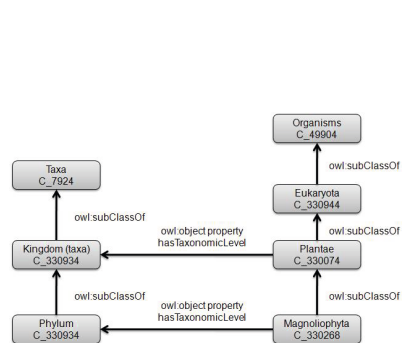 Organisms
C_49904
owl:subClassOf
Taxa
C_7924
Eukaryota
C_330944
owl:subClassOf
owl:subClassOf
owl:object property
hasTaxonomicLevel
Kingdom (taxa)
C_330934
Plantae
C_330074
owl:subClassOf
owl:subClassOf
owl:object property
hasTaxonomicLevel
Phylum
C_330934
Magnoliophyta
C_330268